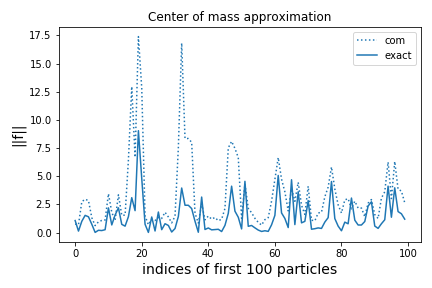 Center of mass approximation
17.5
15.0
12.5
10.0
7.5
5.0
2.5
0.0
||f||
com
exact
0 20 40 60 80 100
indices of first 100 particles